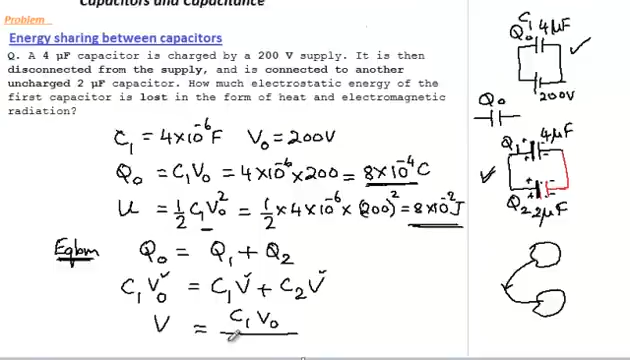 Capacitors and Capacitance
Problem
Energy sharing between capacitors
Q. A 4 µF capacitor is charged by a 200 V supply. It is then
disconnected from the supply, and is connected to another
uncharged 2 µF capacitor. How much electrostatic energy of the
first capacitor is lost in the form of heat and electromagnetic
radiation?
C₁ = 4×10⁻⁶F V₀ = 200V
Q₀ = C₁V₀ = 4×10⁻⁶×200 = 8×10⁻⁴C
U = 1/2 C₁V₀² = 1/2 × 4×10⁻⁶×(200)² = 8×10⁻²J
Eqbm Q₀ = Q₁ + Q₂
C₁V₀ = C₁V + C₂V
V = C₁V₀
C₁ 4µF
Q₀
200V
Q₀
4µF
Q₁
+ -
+ -
Q₂ 2µF